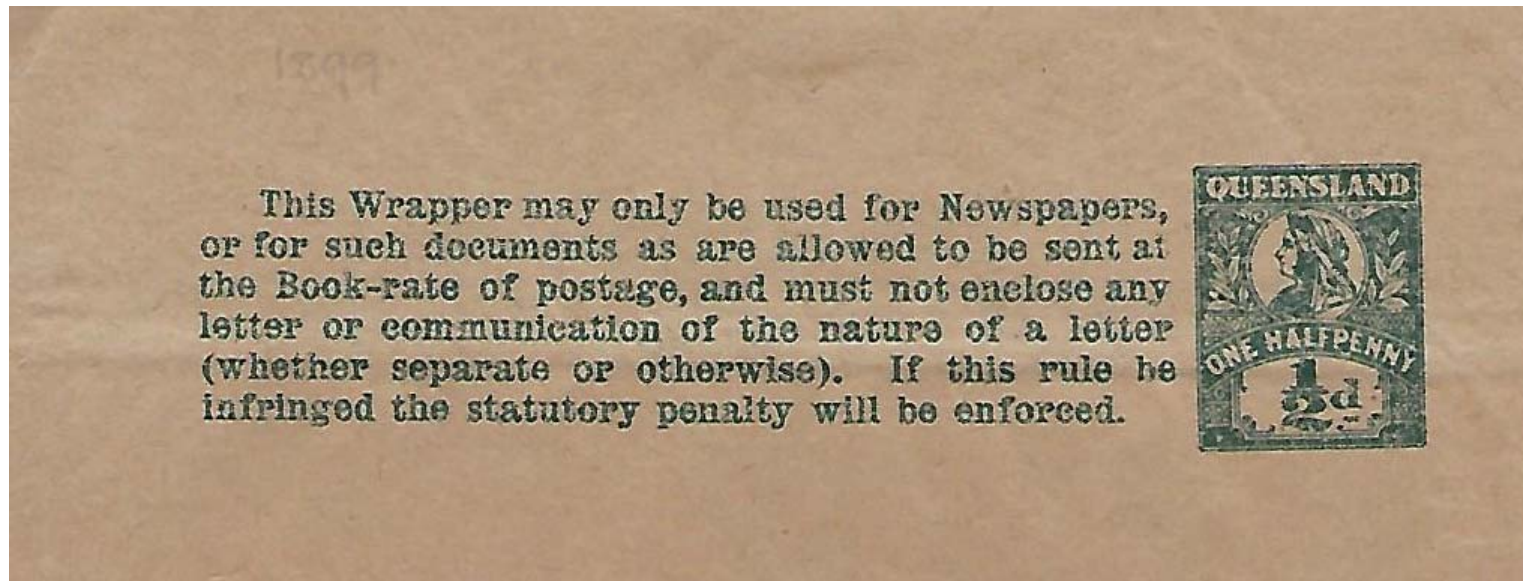 1899
This Wrapper may only be used for Newspapers,
or for such documents as are allowed to be sent at
the Book-rate of postage, and must not enclose any
letter or communication of the nature of a letter
(whether separate or otherwise). If this rule be
infringed the statutory penalty will be enforced.
QUEENSLAND
ONE HALFPENNY
½d